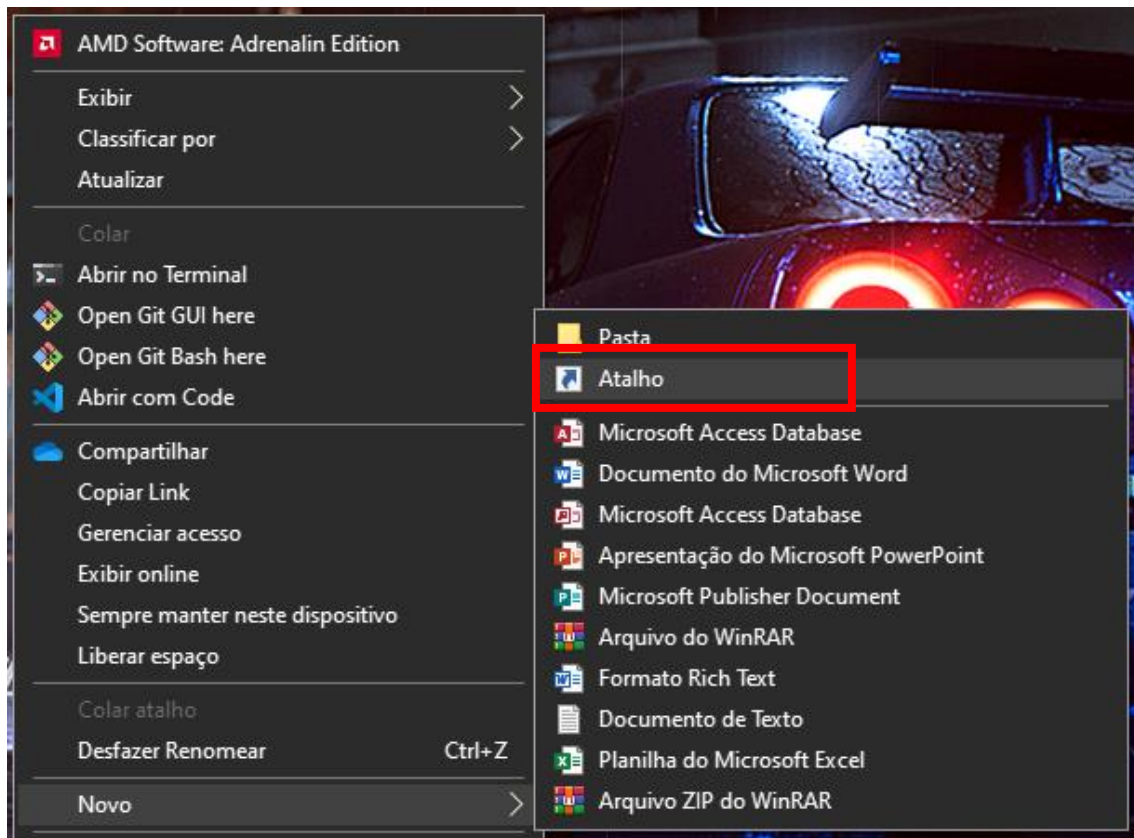 AMD Software: Adrenalin Edition
Exibir
Classificar por
Atualizar
Colar
Abrir no Terminal
Open Git GUI here
Open Git Bash here
Abrir com Code
Compartilhar
Copiar Link
Gerenciar acesso
Exibir online
Sempre manter neste dispositivo
Liberar espaço
Colar atalho
Desfazer Renomear Ctrl+Z
Novo
Pasta
Atalho
Microsoft Access Database
Documento do Microsoft Word
Microsoft Access Database
Apresentação do Microsoft PowerPoint
Microsoft Publisher Document
Arquivo do WinRAR
Formato Rich Text
Documento de Texto
Planilha do Microsoft Excel
Arquivo ZIP do WinRAR